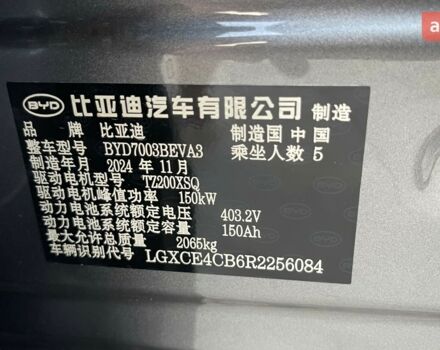 BYD 比亚迪汽车有限公司 制造
品牌 比亚迪 制造国 中国
整车型号 BYD7003BEVA3 乘坐人数 5
制造年月 2024 年 11月
驱动电机型号 TZ200XSQ
驱动电机峰值功率 150kW
动力电池系统额定电压 403.2V
动力电池系统额定容量 150Ah
最大允许总质量 2065kg
车辆识别代号 LGXCE4CB6R2256084